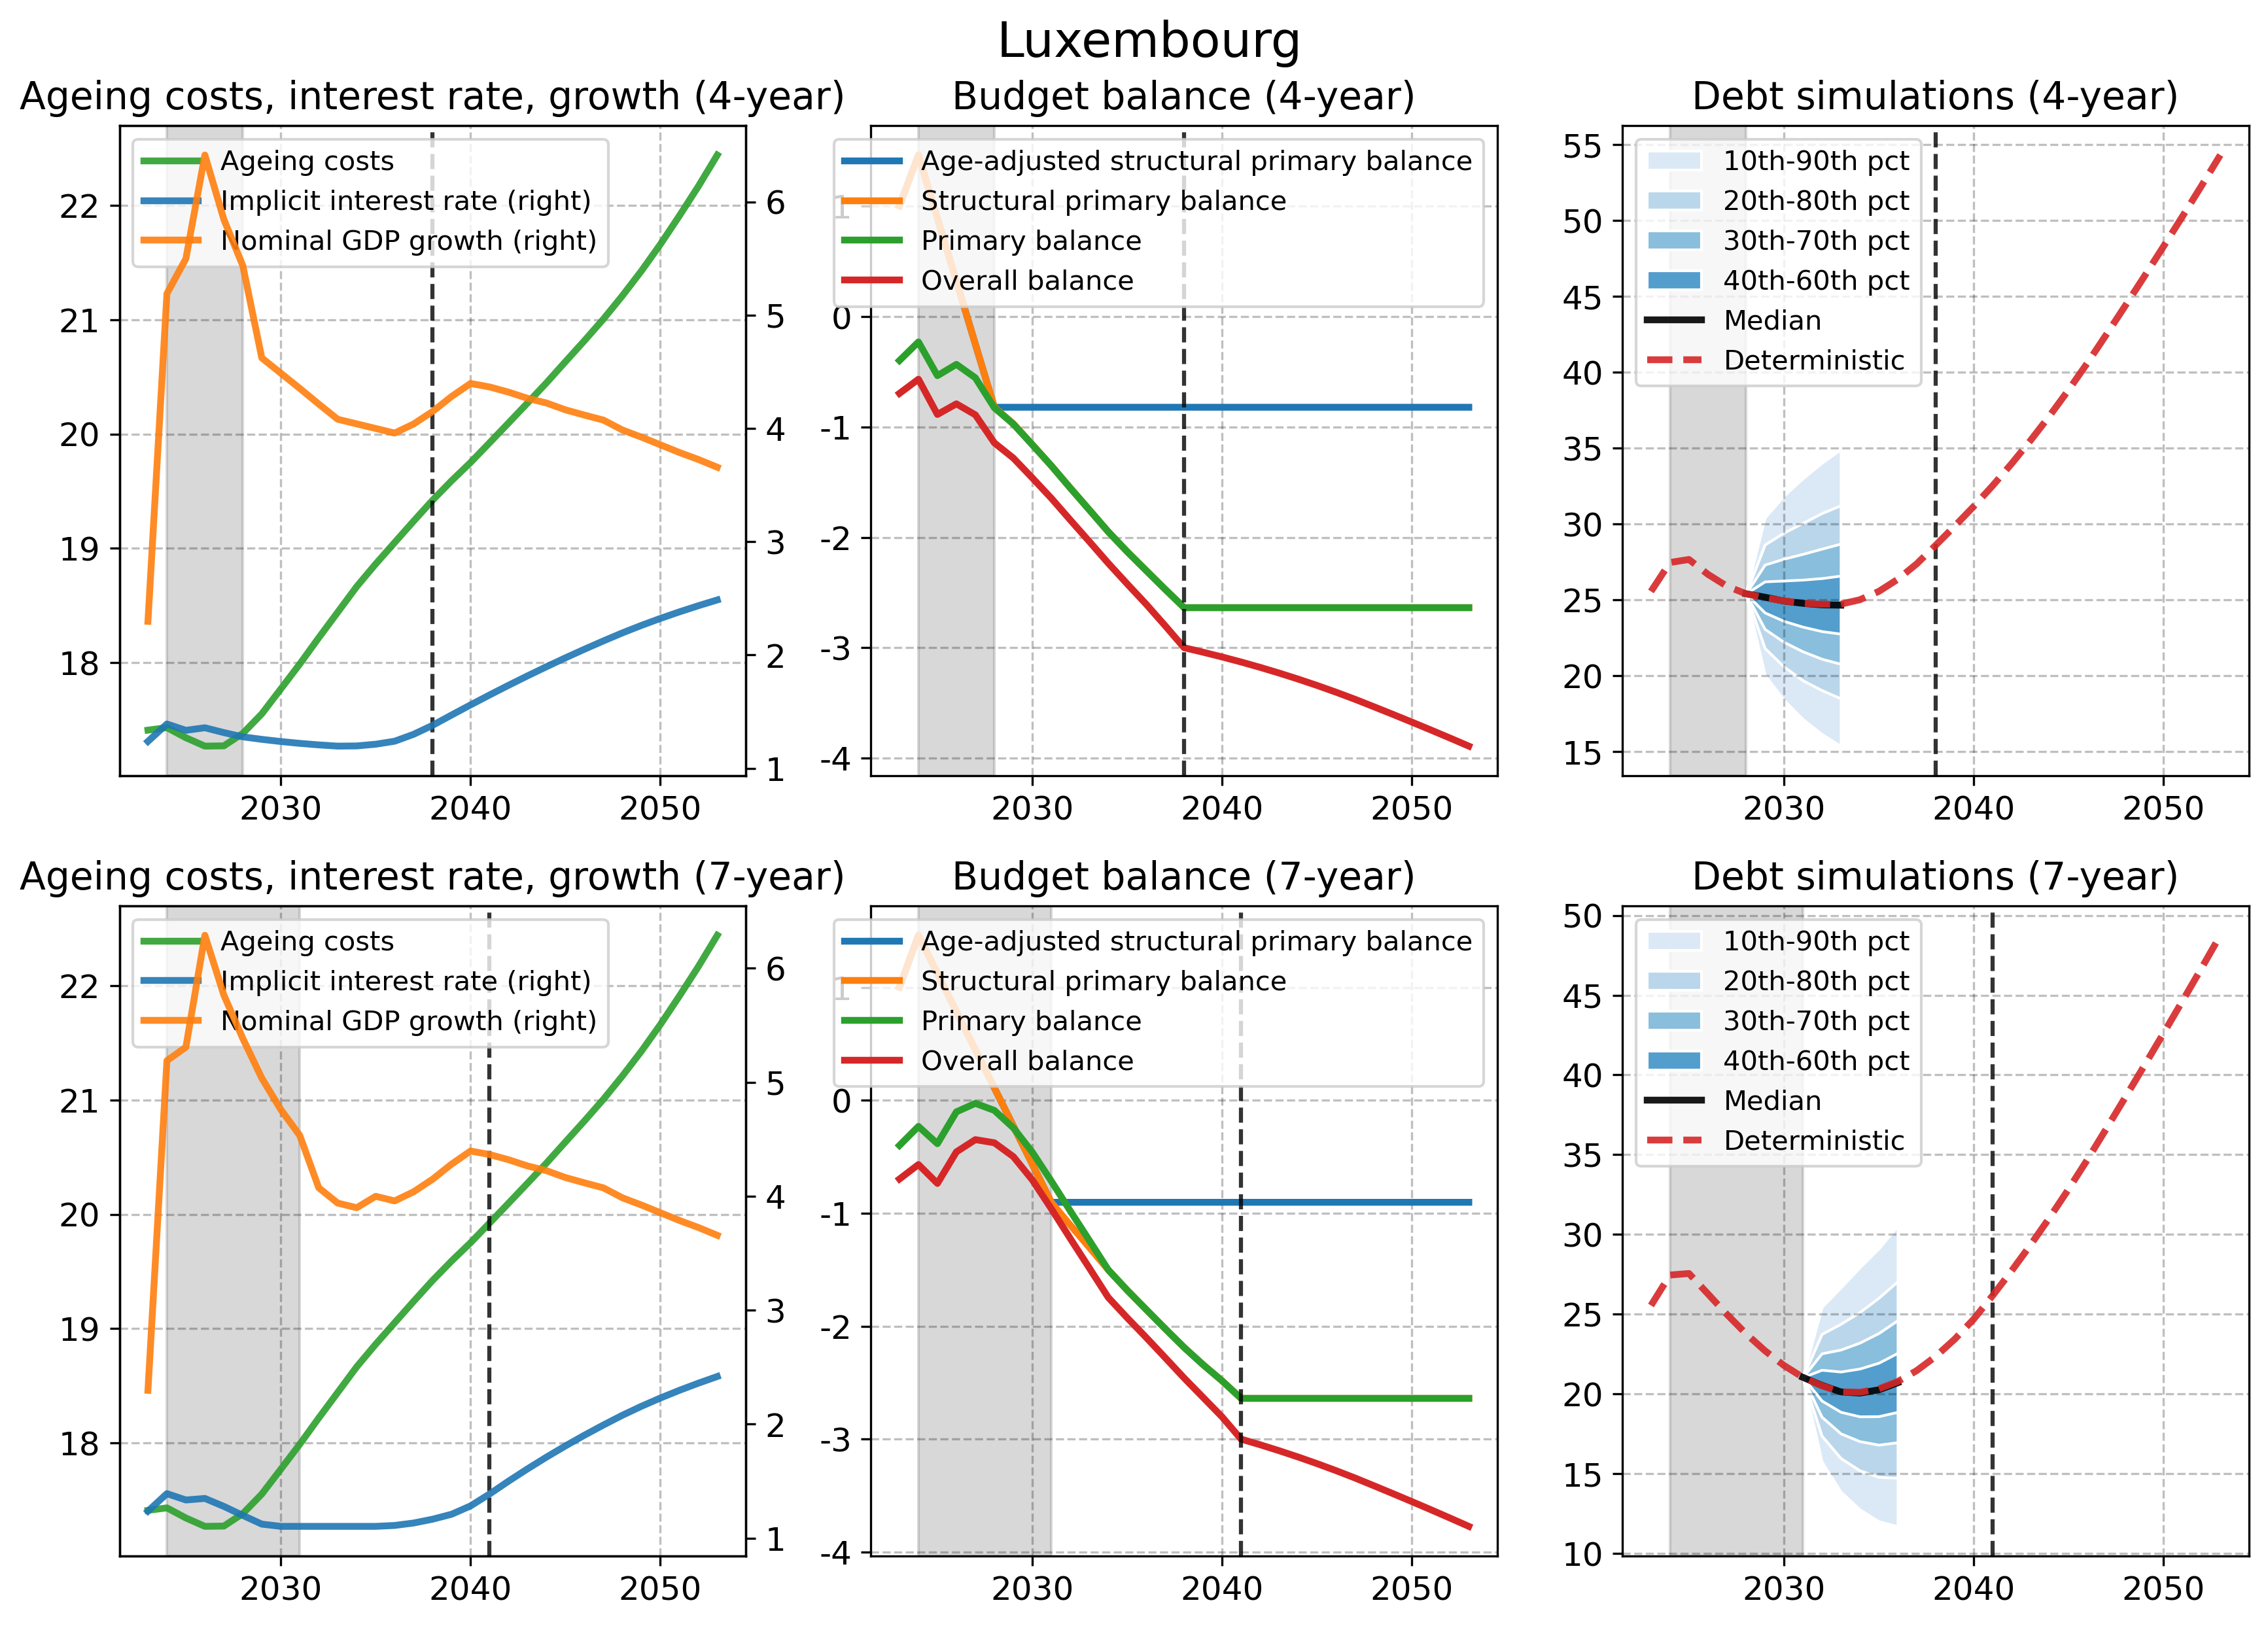 Luxembourg
Ageing costs, interest rate, growth (4-year)
Ageing costs
Implicit interest rate (right)
Nominal GDP growth (right)
22
21
20
19
18
6
5
4
3
2
1
2030
2040
2050
Budget balance (4-year)
Age-adjusted structural primary balance
Structural primary balance
Primary balance
Overall balance
1
0
-1
-2
-3
-4
2030
2040
2050
Debt simulations (4-year)
10th-90th pct
20th-80th pct
30th-70th pct
40th-60th pct
Median
Deterministic
55
50
45
40
35
30
25
20
15
2030
2040
2050
Ageing costs, interest rate, growth (7-year)
Ageing costs
Implicit interest rate (right)
Nominal GDP growth (right)
22
21
20
19
18
6
5
4
3
2
1
2030
2040
2050
Budget balance (7-year)
Age-adjusted structural primary balance
Structural primary balance
Primary balance
Overall balance
1
0
-1
-2
-3
-4
2030
2040
2050
Debt simulations (7-year)
10th-90th pct
20th-80th pct
30th-70th pct
40th-60th pct
Median
Deterministic
50
45
40
35
30
25
20
15
10
2030
2040
2050